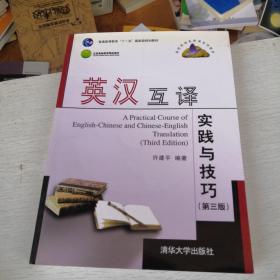 普通高等教育“十一五”国家级规划教材
英汉互译
实践与技巧
（第三版）
A Practical Course of
English-Chinese and Chinese-English
Translation
(Third Edition)
许建平 编著
清华大学出版社